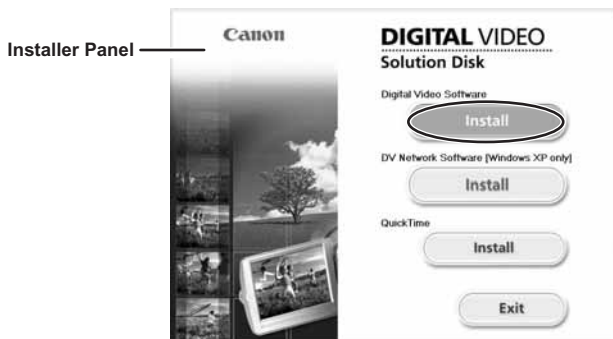 Canon
DIGITAL VIDEO
Solution Disk
Installer Panel
Digital Video Software
Install
DV Network Software [Windows XP only]
Install
QuickTime
Install
Exit